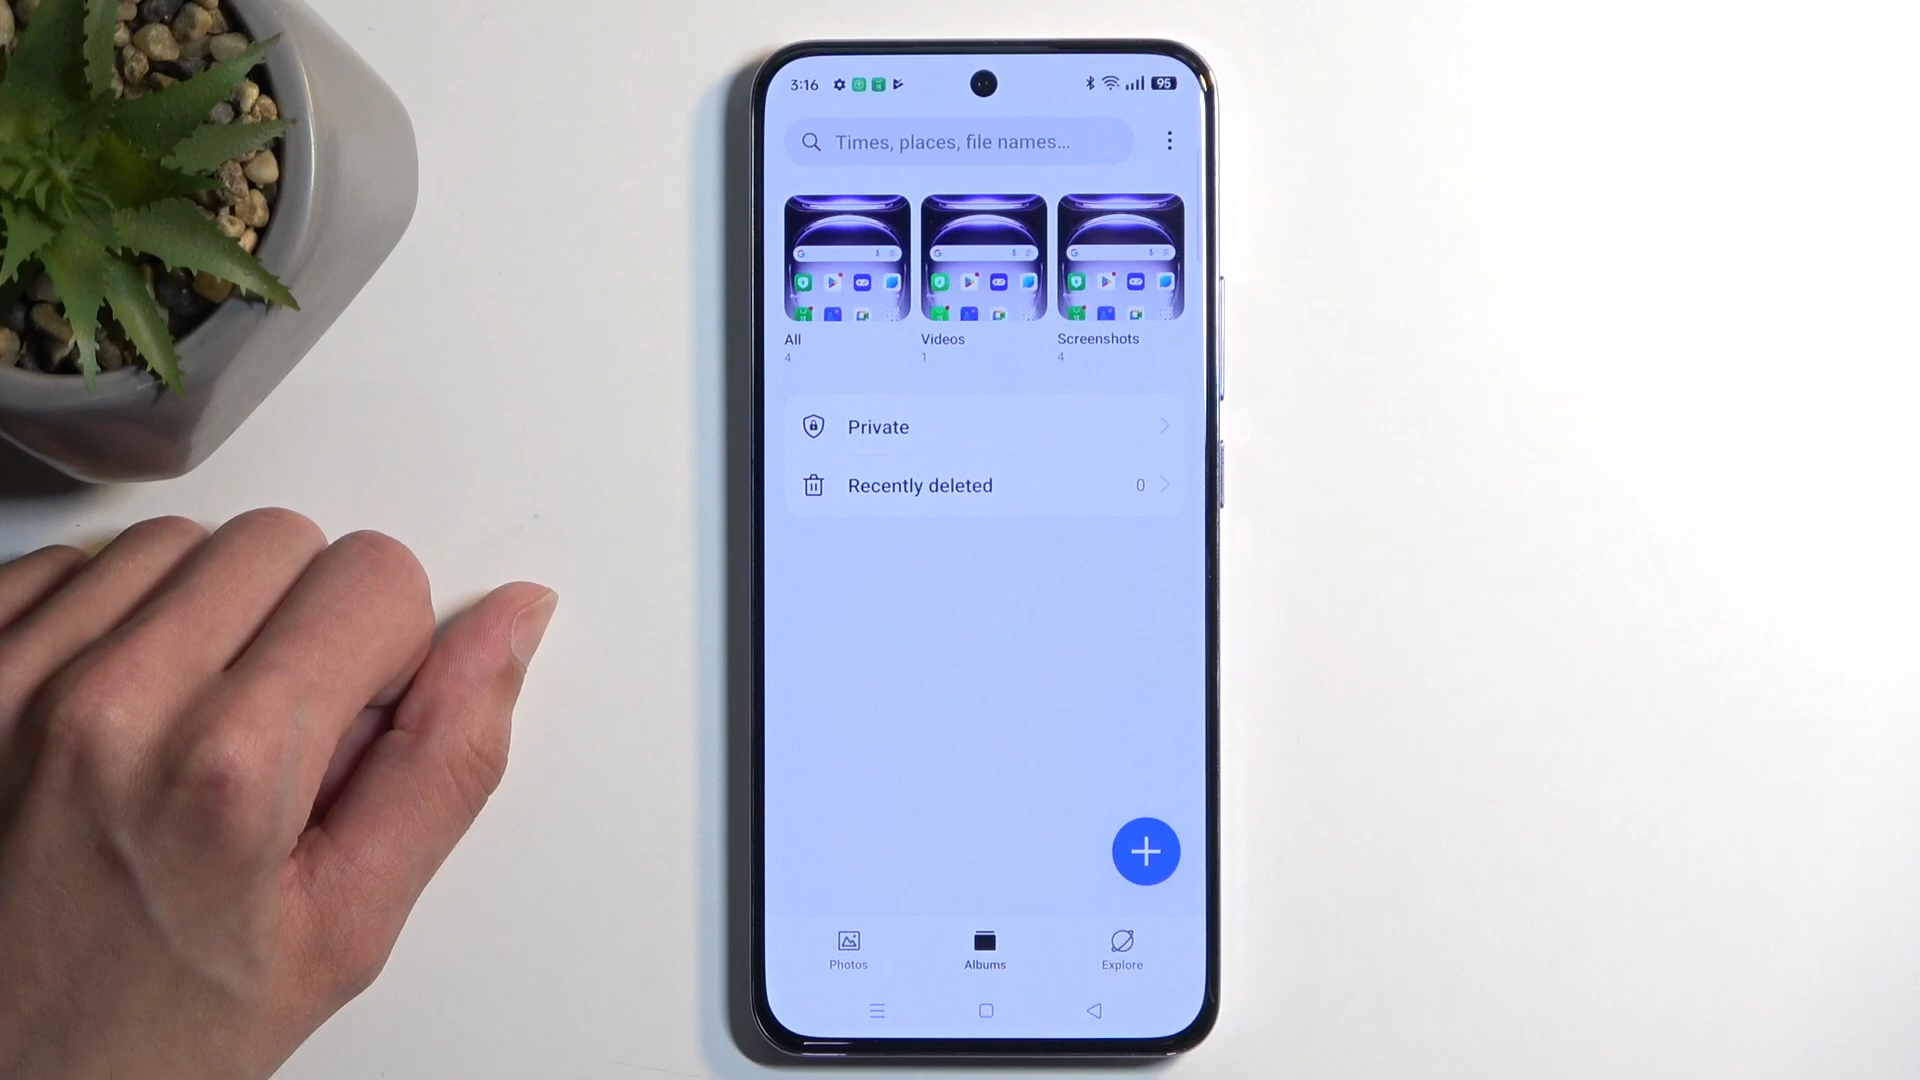 3:16 95
Times, places, file names...
All Videos Screenshots
4 1 4
Private
Recently deleted 0
Photos Albums Explore